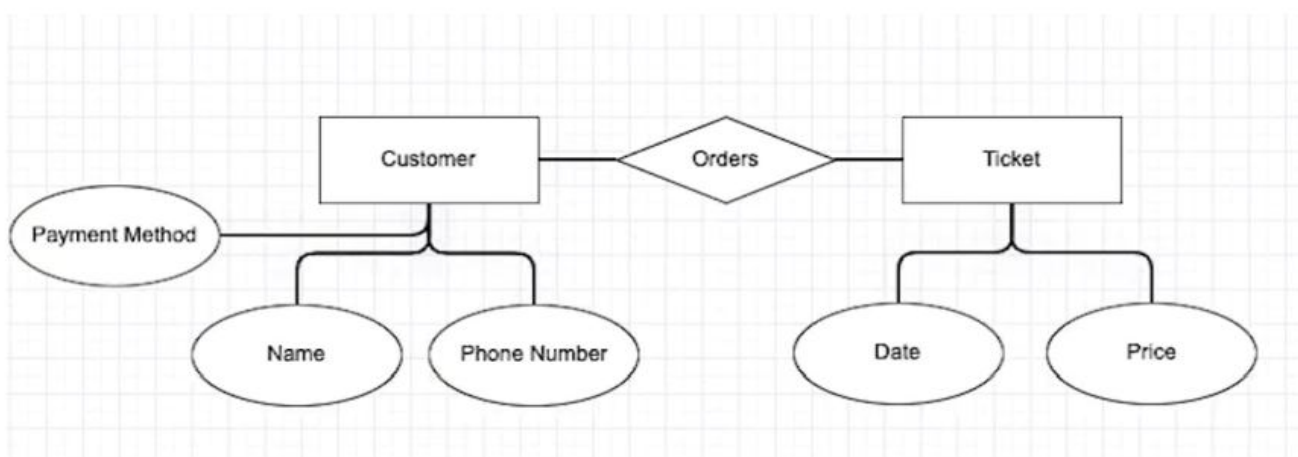 Customer
Orders
Ticket
Payment Method
Name
Phone Number
Date
Price